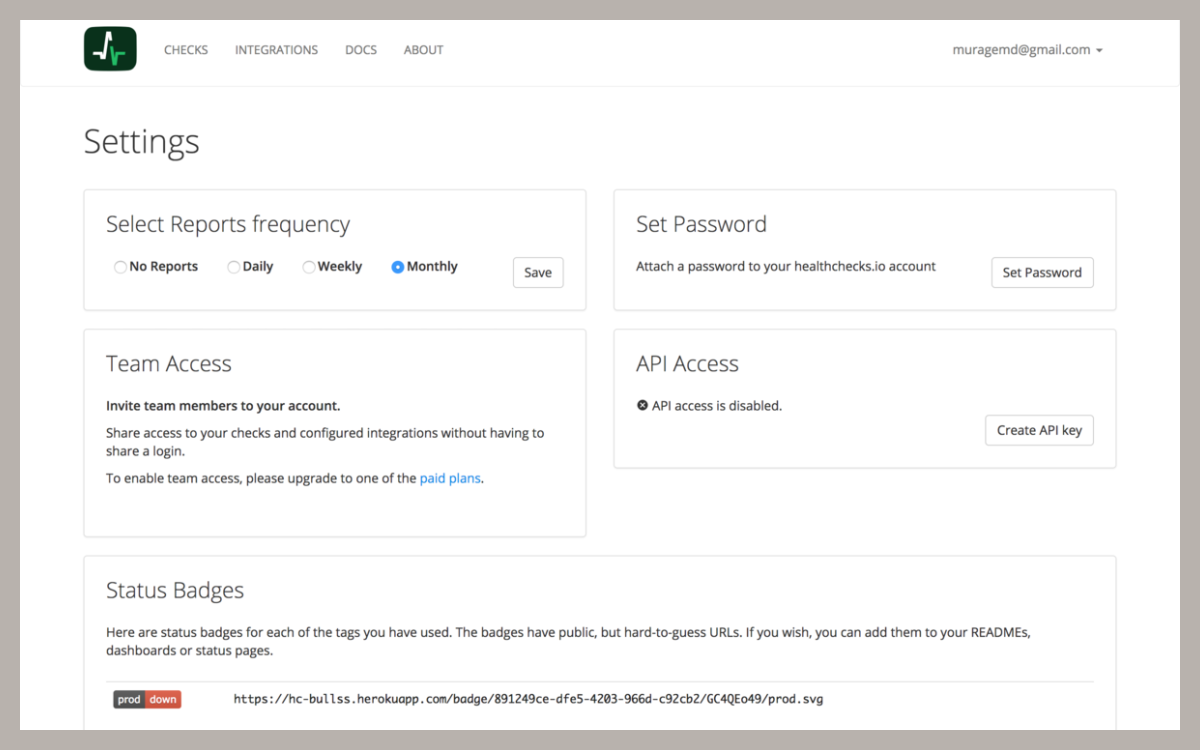 CHECKS INTEGRATIONS DOCS ABOUT muragemd@gmail.com
Settings
Select Reports frequency
No Reports Daily Weekly Monthly
Save
Set Password
Attach a password to your healthchecks.io account
Set Password
Team Access
Invite team members to your account.
Share access to your checks and configured integrations without having to
share a login.
To enable team access, please upgrade to one of the paid plans.
API Access
API access is disabled.
Create API key
Status Badges
Here are status badges for each of the tags you have used. The badges have public, but hard-to-guess URLs. If you wish, you can add them to your READMEs,
dashboards or status pages.
prod down https://hc-bullss.herokuapp.com/badge/891249ce-dfe5-4203-966d-c92cb2/GC4QEo49/prod.svg